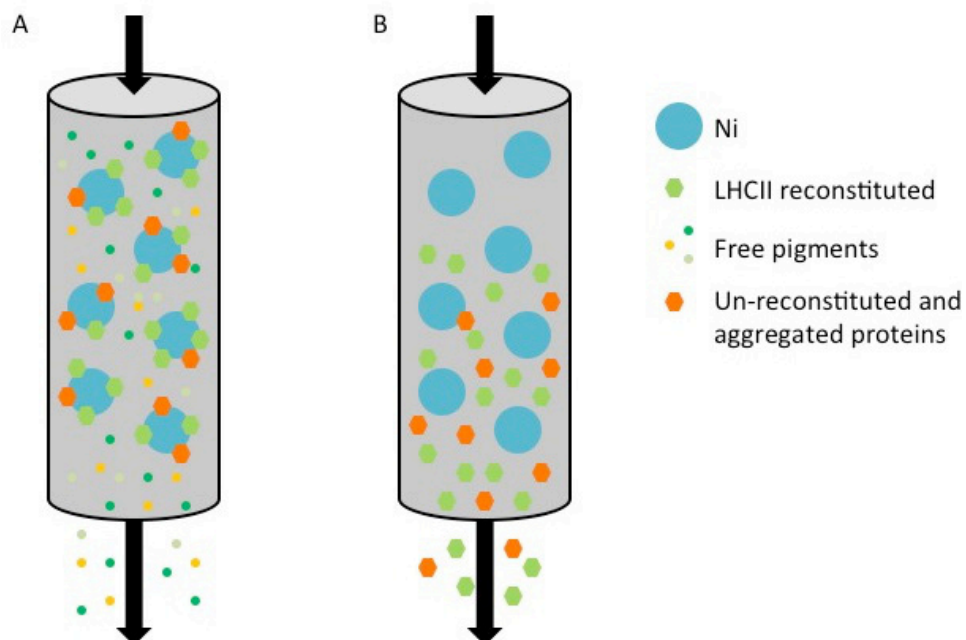 A
B
Ni
LHCII reconstituted
Free pigments
Un-reconstituted and
aggregated proteins